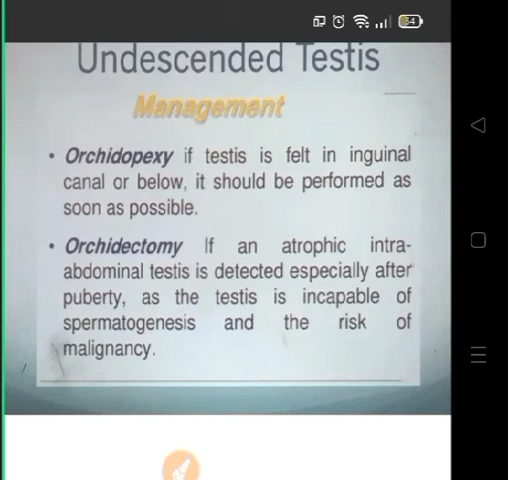 54
Undescended Testis
Management
• Orchidopexy if testis is felt in inguinal
canal or below, it should be performed as
soon as possible.
• Orchidectomy If an atrophic intra-
abdominal testis is detected especially after
puberty, as the testis is incapable of
spermatogenesis and the risk of
malignancy.